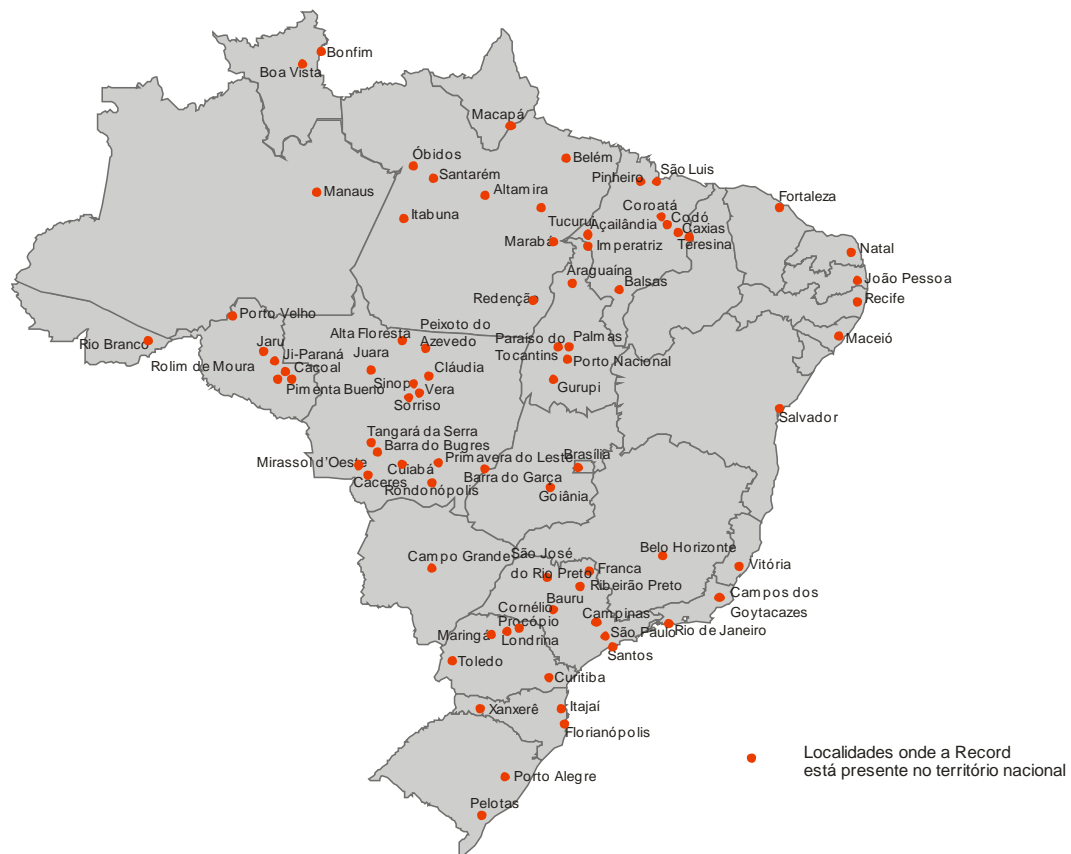 Bonfim
Boa Vista
Macapá
Óbidos
Belém
Santarém
Pinheiro
São Luis
Manaus
Altamira
Fortaleza
Itabuna
Coroatá
Tucuruí
Açailândia
Codó
Caxias
Marabá
Imperatriz
Teresina
Natal
Araguaína
Balsas
João Pessoa
Redenção
Recife
Porto Velho
Peixoto do
Azevedo
Rio Branco
Alta Floresta
Paraíso do
Tocantins
Palmas
Maceió
Jaru
Juara
Ji-Paraná
Porto Nacional
Rolim de Moura
Cacoal
Cláudia
Pimenta Bueno
Sinop
Vera
Gurupi
Sorriso
Salvador
Tangará da Serra
Barra do Bugres
Mirassol d'Oeste
Cuiabá
Primavera do Leste
Brasília
Cáceres
Barra do Garça
Rondonópolis
Goiânia
Campo Grande
São José
do Rio Preto
Belo Horizonte
Franca
Vitória
Ribeirão Preto
Campos dos
Goytacazes
Cornélio
Procópio
Bauru
Campinas
Maringá
Londrina
São Paulo
Rio de Janeiro
Santos
Toledo
Curitiba
Xanxerê
Itajaí
Florianópolis
Porto Alegre
Pelotas
Localidades onde a Record
está presente no território nacional